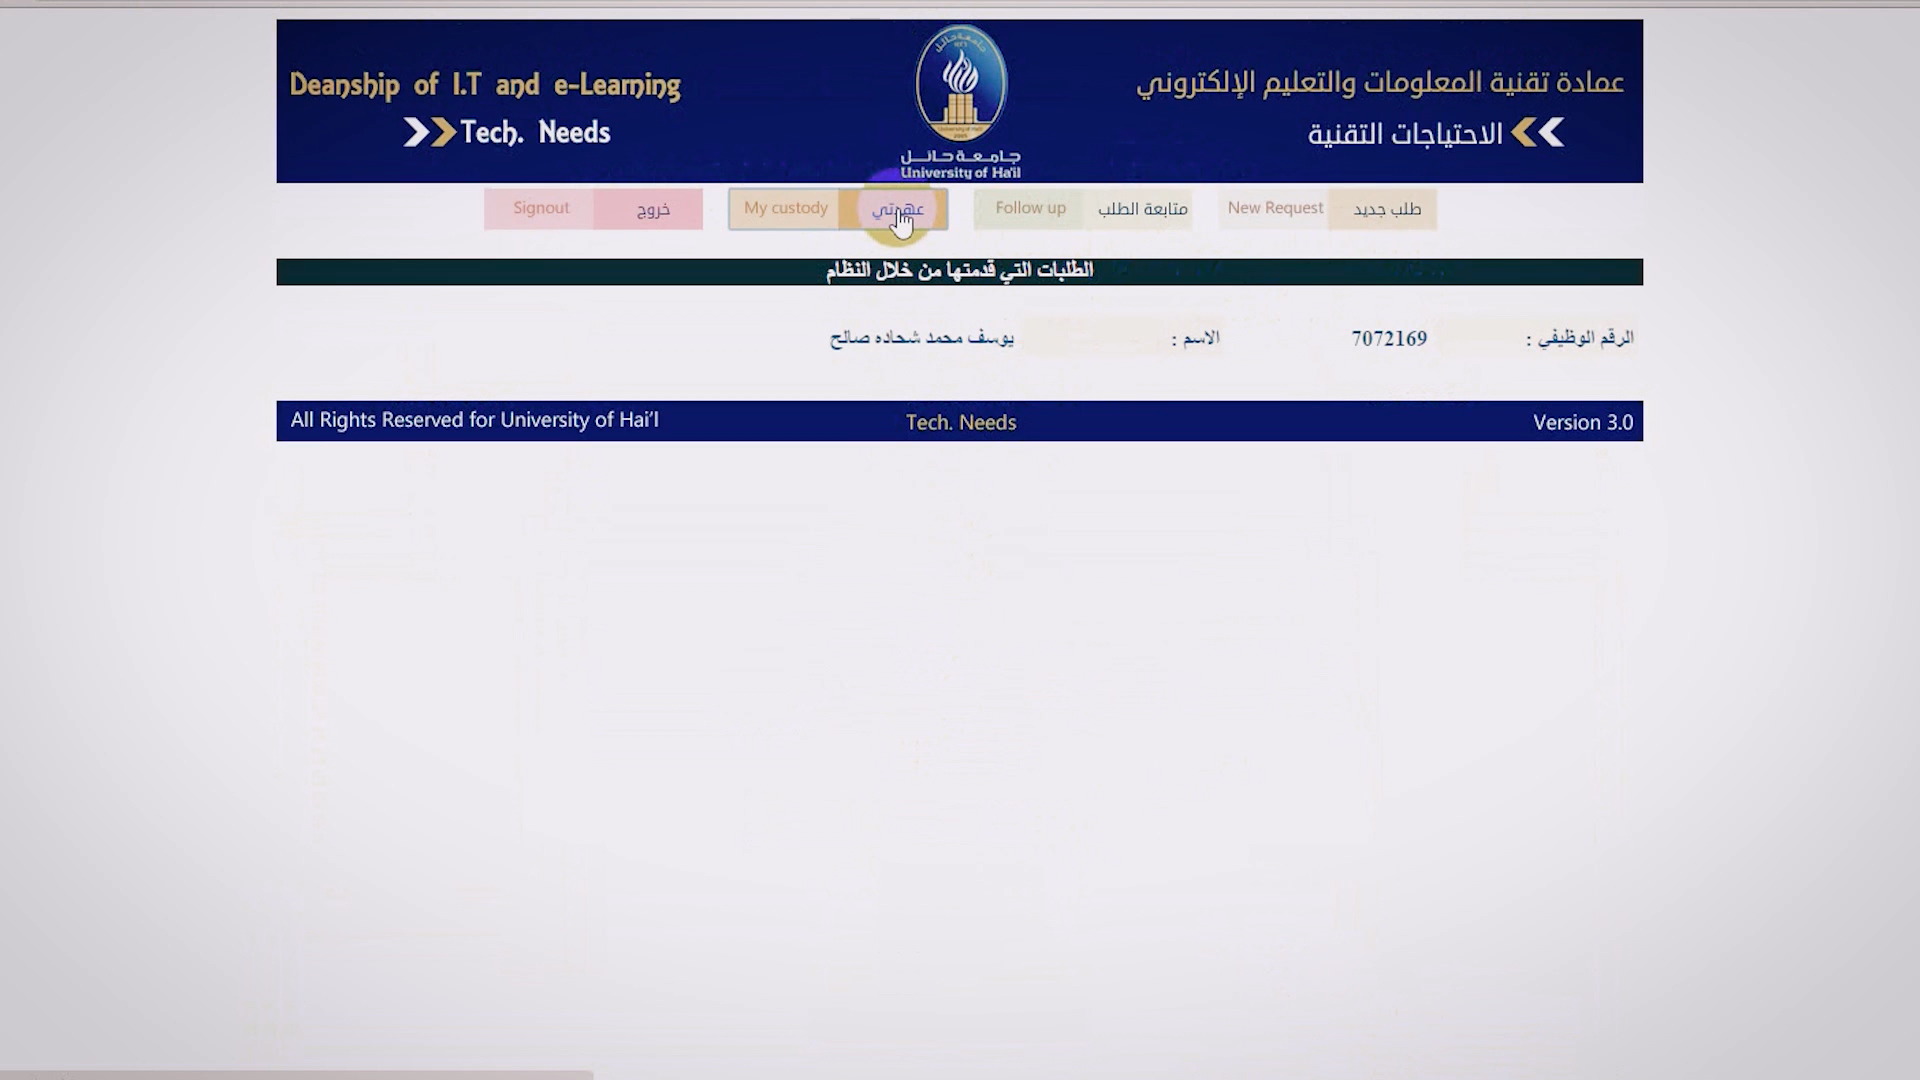 Deanship of I.T and e-Learning
Tech. Needs
جامعة حائل
University of Ha'il
عمادة تقنية المعلومات والتعليم الإلكتروني
الاحتياجات التقنية
طلب جديد New Request
متابعة الطلب Follow up
عهدتي My custody
خروج Signout
الطلبات التي قدمتها من خلال النظام
الرقم الوظيفي : 7072169 الاسم : يوسف محمد شحاده صالح
All Rights Reserved for University of Hai'l Tech. Needs Version 3.0